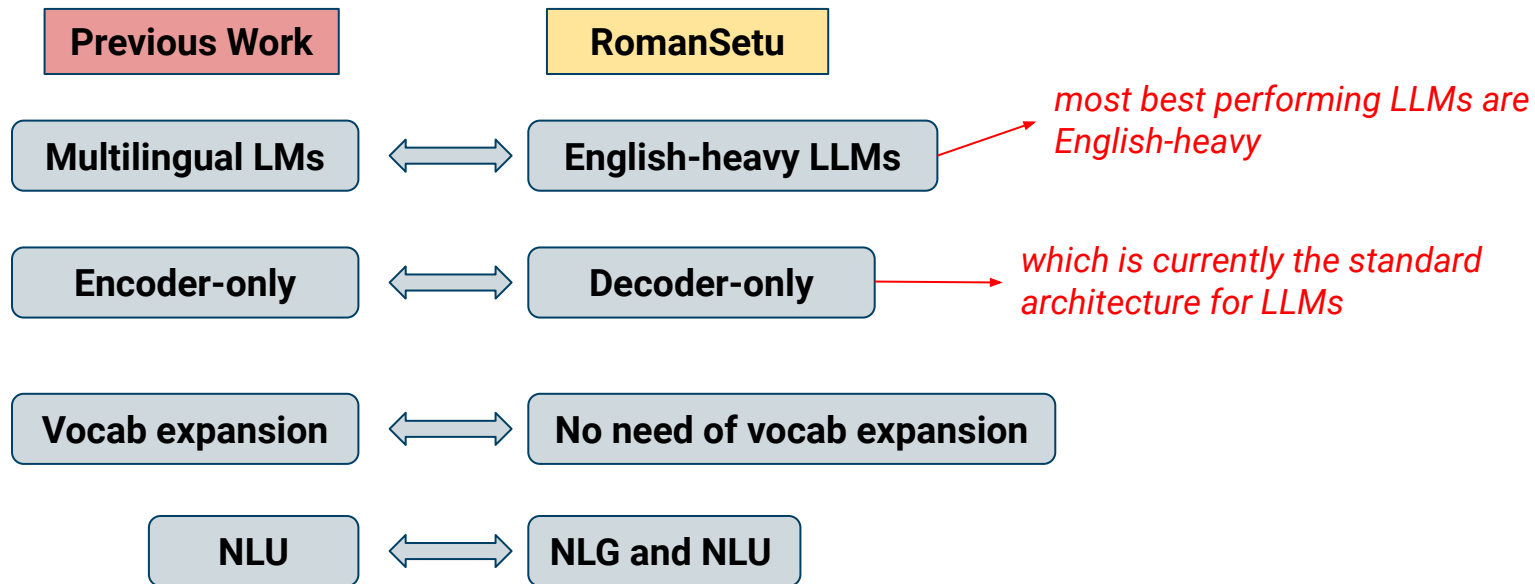 Previous Work
RomanSetu
Multilingual LMs
English-heavy LLMs
most best performing LLMs are
English-heavy
Encoder-only
Decoder-only
which is currently the standard
architecture for LLMs
Vocab expansion
No need of vocab expansion
NLU
NLG and NLU